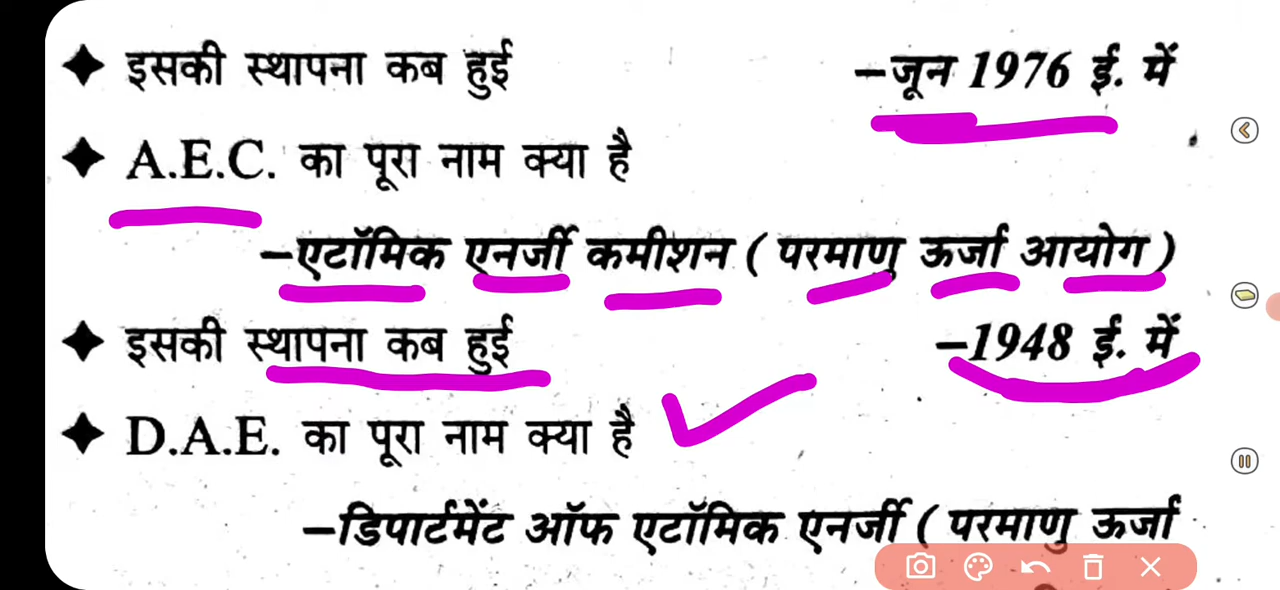 ✦ इसकी स्थापना कब हुई –जून 1976 ई. में
✦ A.E.C. का पूरा नाम क्या है
–एटॉमिक एनर्जी कमीशन ( परमाणु ऊर्जा आयोग )
✦ इसकी स्थापना कब हुई –1948 ई. में
✦ D.A.E. का पूरा नाम क्या है
–डिपार्टमेंट ऑफ एटॉमिक एनर्जी ( परमाणु ऊर्जा